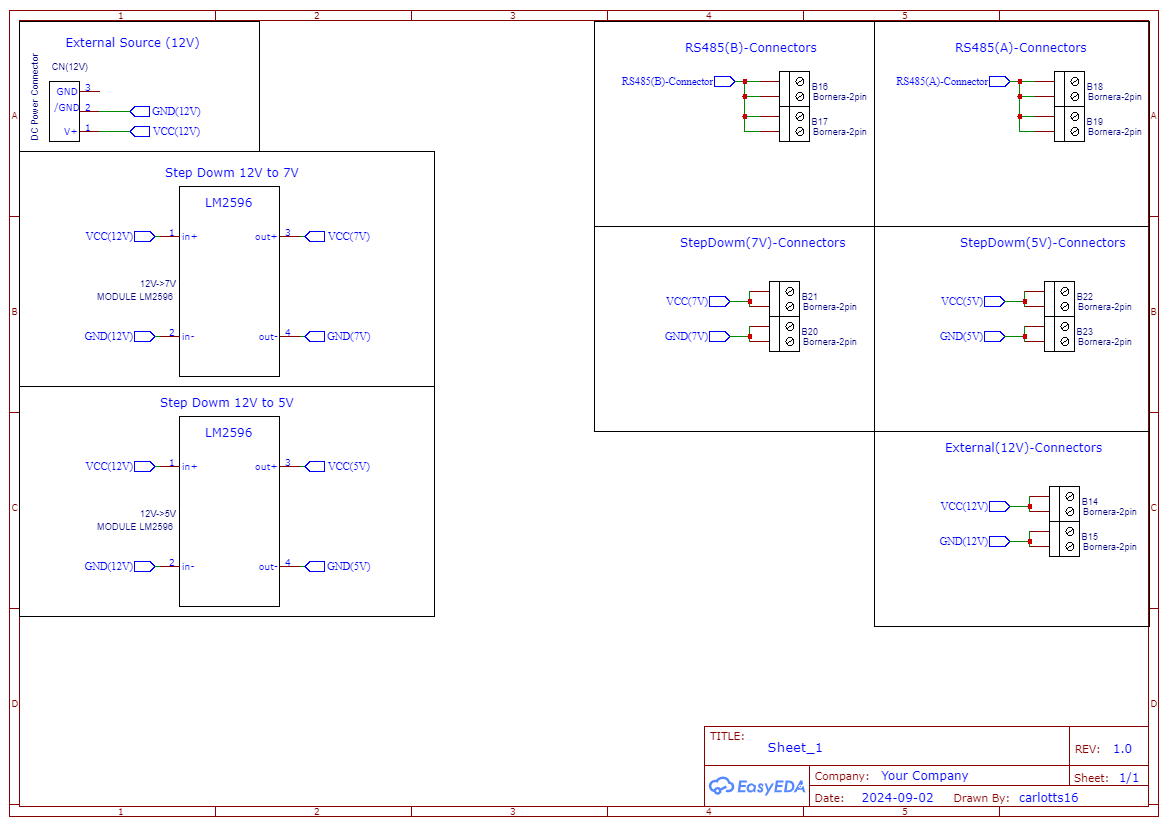 1 2 3 4 5
External Source (12V)
CN(12V)
DC Power Connector
GND 3
/GND 2 GND(12V)
V+ 1 VCC(12V)
A
Step Dowm 12V to 7V
LM2596
VCC(12V) 1 in+ out+ 3 VCC(7V)
12V->7V
MODULE LM2596
GND(12V) 2 in- out- 4 GND(7V)
B
Step Dowm 12V to 5V
LM2596
VCC(12V) 1 in+ out+ 3 VCC(5V)
12V->5V
MODULE LM2596
GND(12V) 2 in- out- 4 GND(5V)
C
D
RS485(B)-Connectors
RS485(B)-Connector
B16
Bornera-2pin
B17
Bornera-2pin
RS485(A)-Connectors
RS485(A)-Connector
B18
Bornera-2pin
B19
Bornera-2pin
A
StepDowm(7V)-Connectors
VCC(7V)
B21
Bornera-2pin
GND(7V)
B20
Bornera-2pin
StepDowm(5V)-Connectors
VCC(5V)
B22
Bornera-2pin
GND(5V)
B23
Bornera-2pin
B
External(12V)-Connectors
VCC(12V)
B14
Bornera-2pin
GND(12V)
B15
Bornera-2pin
C
D
TITLE:
Sheet_1
REV: 1.0
EasyEDA
Company: Your Company
Sheet: 1/1
Date: 2024-09-02 Drawn By: carlotts16
1 2 3 4 5